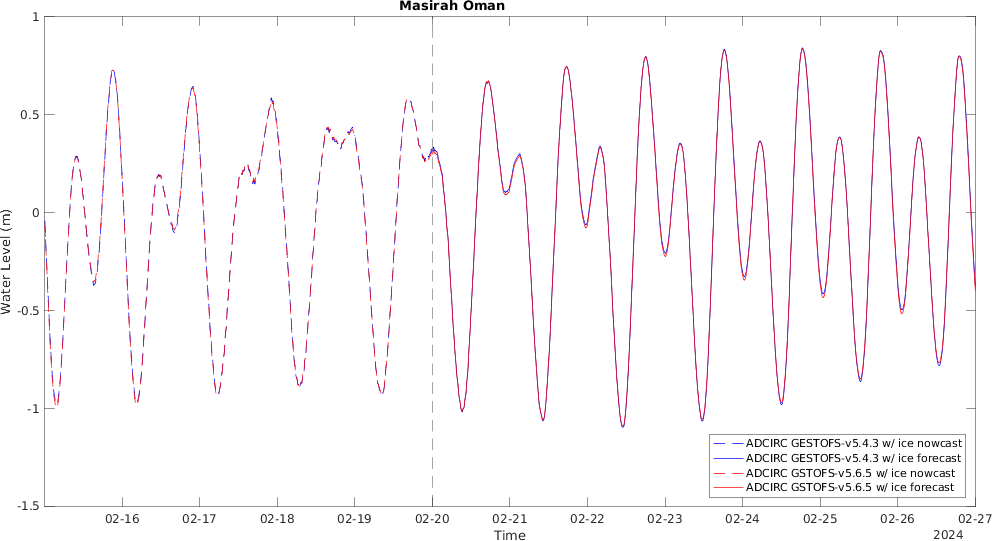 Masirah Oman
1
0.5
0
-0.5
-1
-1.5
Water Level (m)
ADCIRC GESTOFS-v5.4.3 w/ ice nowcast
ADCIRC GESTOFS-v5.4.3 w/ ice forecast
ADCIRC GSTOFS-v5.6.5 w/ ice nowcast
ADCIRC GSTOFS-v5.6.5 w/ ice forecast
02-16 02-17 02-18 02-19 02-20 02-21 02-22 02-23 02-24 02-25 02-26 02-27
Time
2024